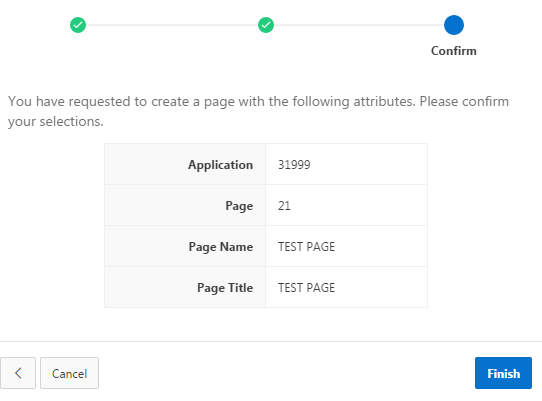 Confirm
You have requested to create a page with the following attributes. Please confirm
your selections.
Application 31999
Page 21
Page Name TEST PAGE
Page Title TEST PAGE
Cancel Finish